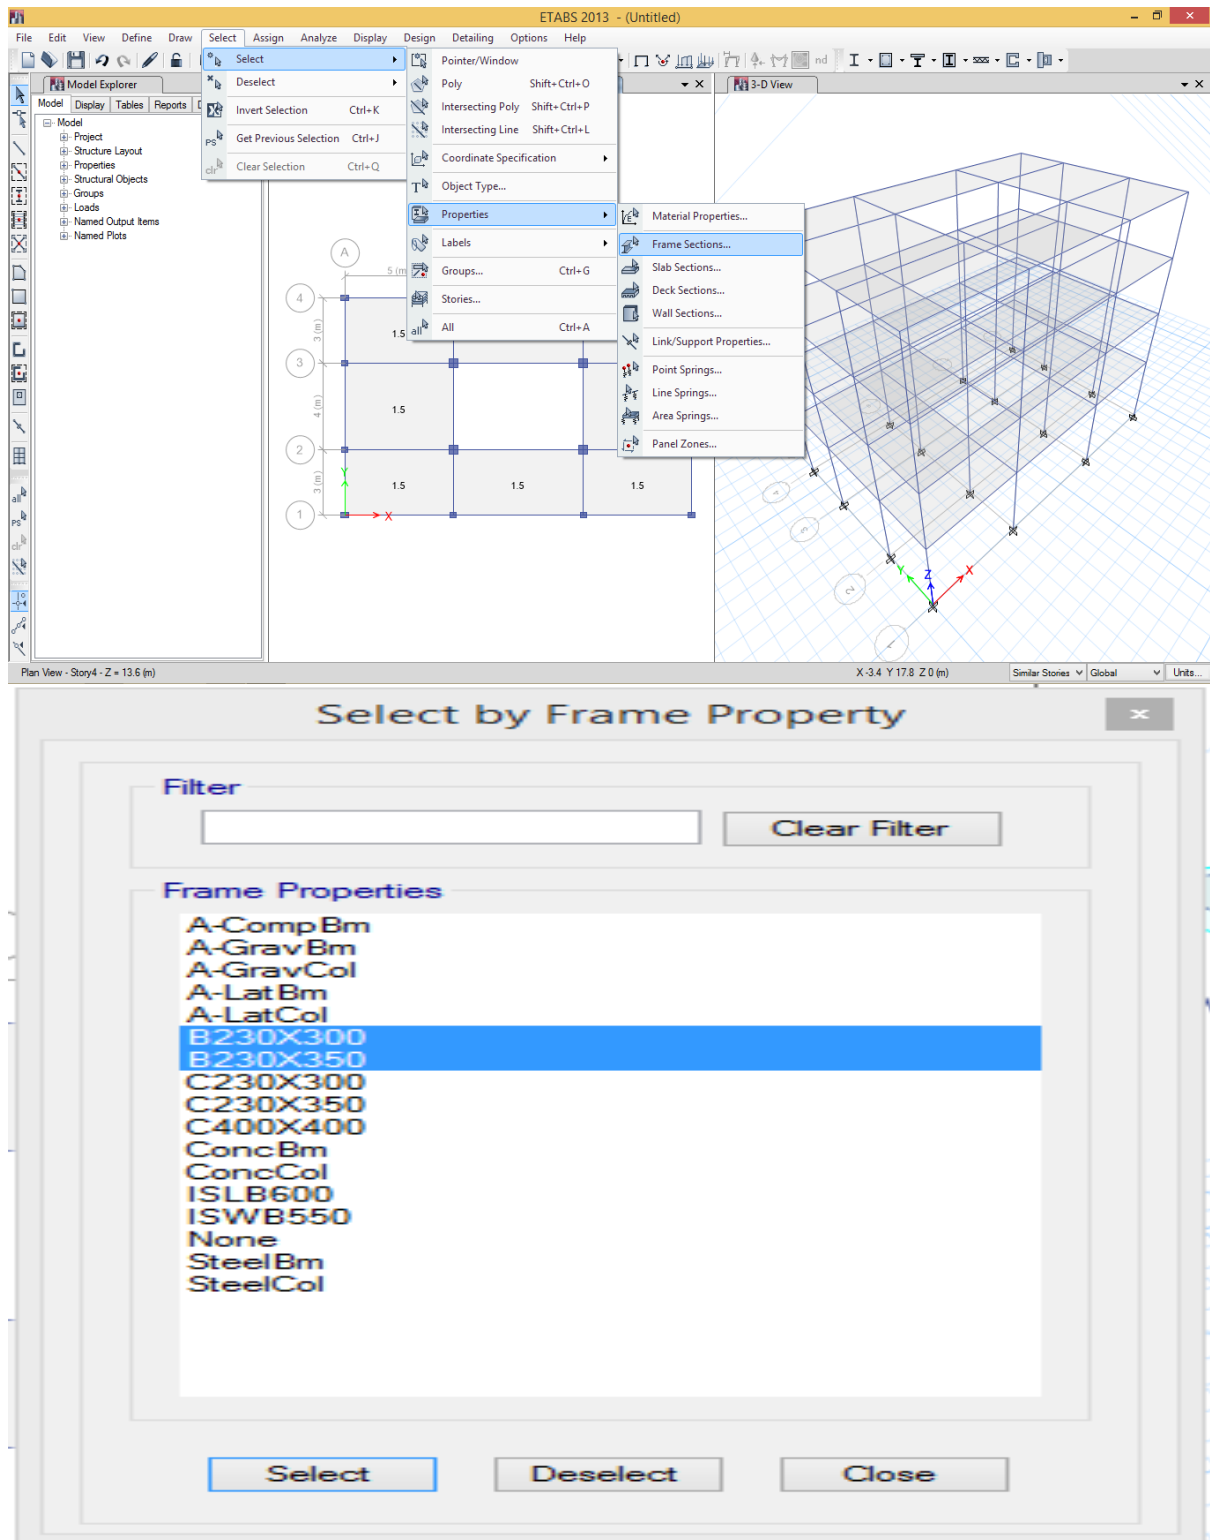 ETABS 2013 - (Untitled)
File Edit View Define Draw Select Assign Analyze Display Design Detailing Options Help
nd
Model Explorer
Model Display Tables Reports
Model
Project
Structure Layout
Properties
Structural Objects
Groups
Loads
Named Output Items
Named Plots
Select
Deselect
Invert Selection Ctrl+K
Get Previous Selection Ctrl+J
Clear Selection Ctrl+Q
Pointer/Window
Poly Shift+Ctrl+O
Intersecting Poly Shift+Ctrl+P
Intersecting Line Shift+Ctrl+L
Coordinate Specification
Object Type...
Properties
Labels
Groups... Ctrl+G
Stories...
All Ctrl+A
Material Properties...
Frame Sections...
Slab Sections...
Deck Sections...
Wall Sections...
Link/Support Properties...
Point Springs...
Line Springs...
Area Springs...
Panel Zones...
3-D View
A
5 (m
4
3 (m)
1.5
3
4 (m)
1.5
2
3 (m)
Y
1.5 1.5 1.5
1
X
Y Z X
all
PS
clr
Plan View - Story4 - Z = 13.6 (m)
X -3.4 Y 17.8 Z 0 (m)
Similar Stories Global Units...
Select by Frame Property
Filter
Clear Filter
Frame Properties
A-CompBm
A-GravBm
A-GravCol
A-LatBm
A-LatCol
B230X300
B230X350
C230X300
C230X350
C400X400
ConcBm
ConcCol
ISLB600
ISWB550
None
SteelBm
SteelCol
Select Deselect Close